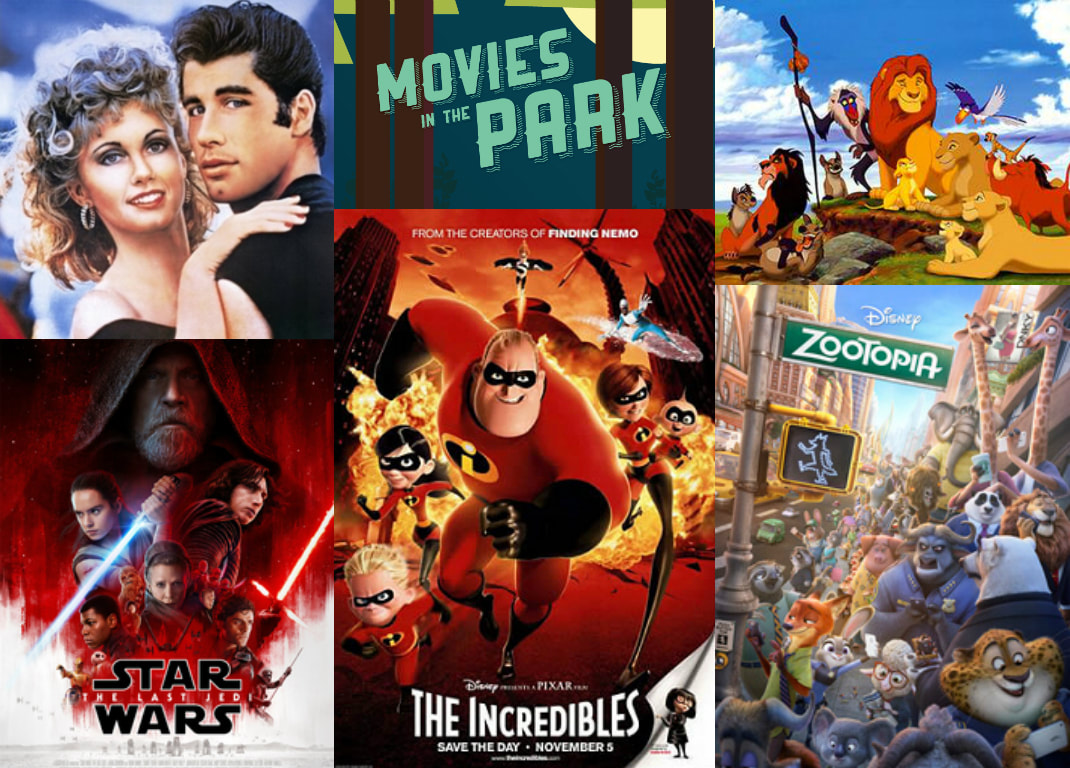 MOVIES
IN THE PARK
FROM THE CREATORS OF FINDING NEMO
DISNEY PRESENTS A PIXAR FILM
THE INCREDIBLES
SAVE THE DAY • NOVEMBER 5
www.theincredibles.com
STAR
THE LAST JEDI
WARS
DISNEY
ZOOTOPIA